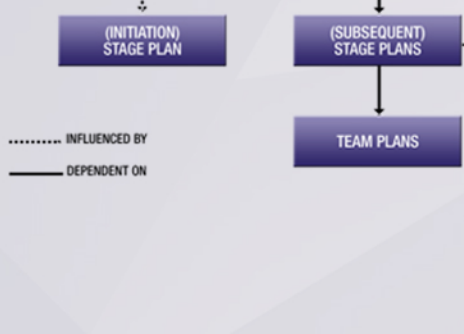 (INITIATION)
STAGE PLAN
(SUBSEQUENT)
STAGE PLANS
INFLUENCED BY
TEAM PLANS
DEPENDENT ON